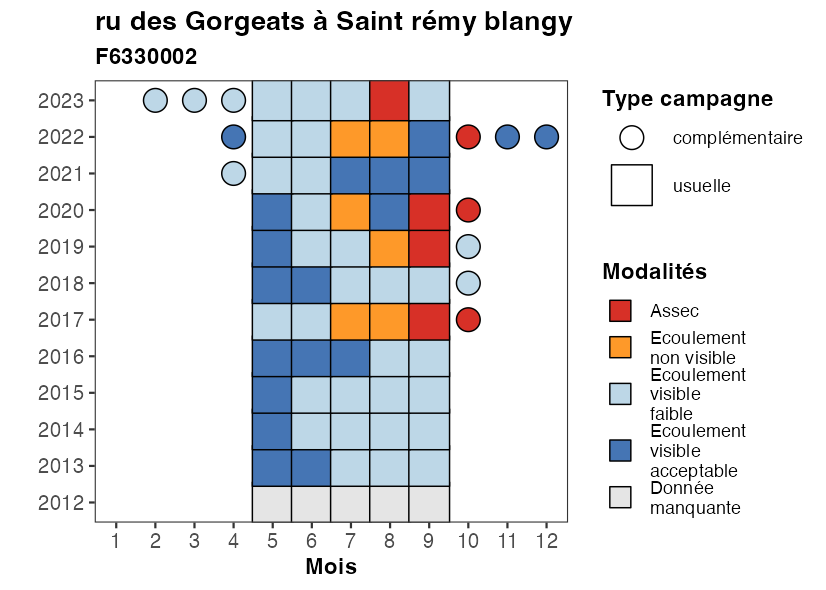 ru des Gorgeats à Saint rémy blangy
F6330002
2023
2022
2021
2020
2019
2018
2017
2016
2015
2014
2013
2012
1 2 3 4 5 6 7 8 9 10 11 12
Mois
Type campagne
complémentaire
usuelle
Modalités
Assec
Ecoulement
non visible
Ecoulement
visible
faible
Ecoulement
visible
acceptable
Donnée
manquante